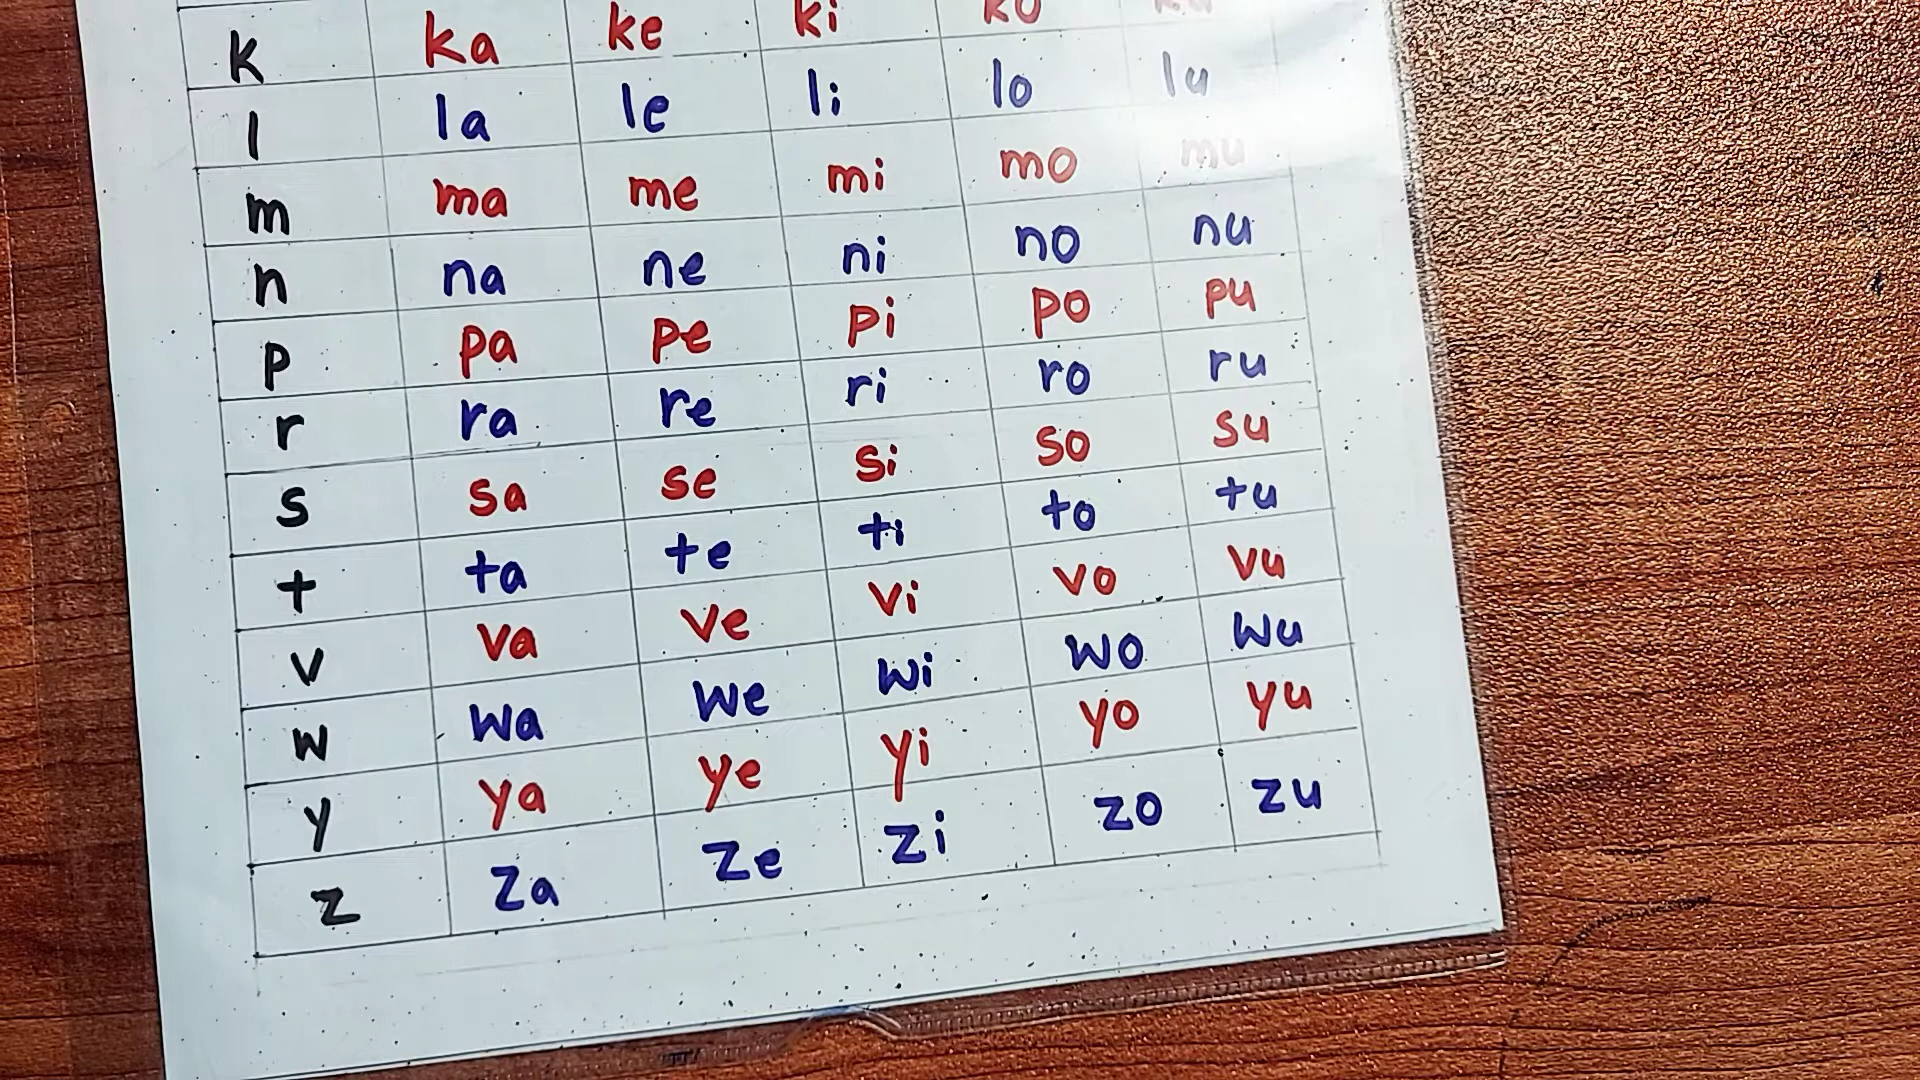 k ka ke ki ko ku
l la le li lo lu
m ma me mi mo mu
n na ne ni no nu
p pa pe pi po pu
r ra re ri ro ru
s sa se si so su
t ta te ti to tu
v va ve vi vo vu
w wa we wi wo wu
y ya ye yi yo yu
z za ze zi zo zu